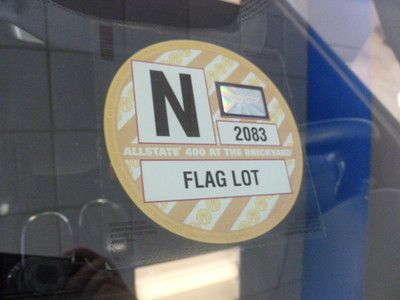 N
2083
ALLSTATE 400 AT THE BRICKYARD
FLAG LOT